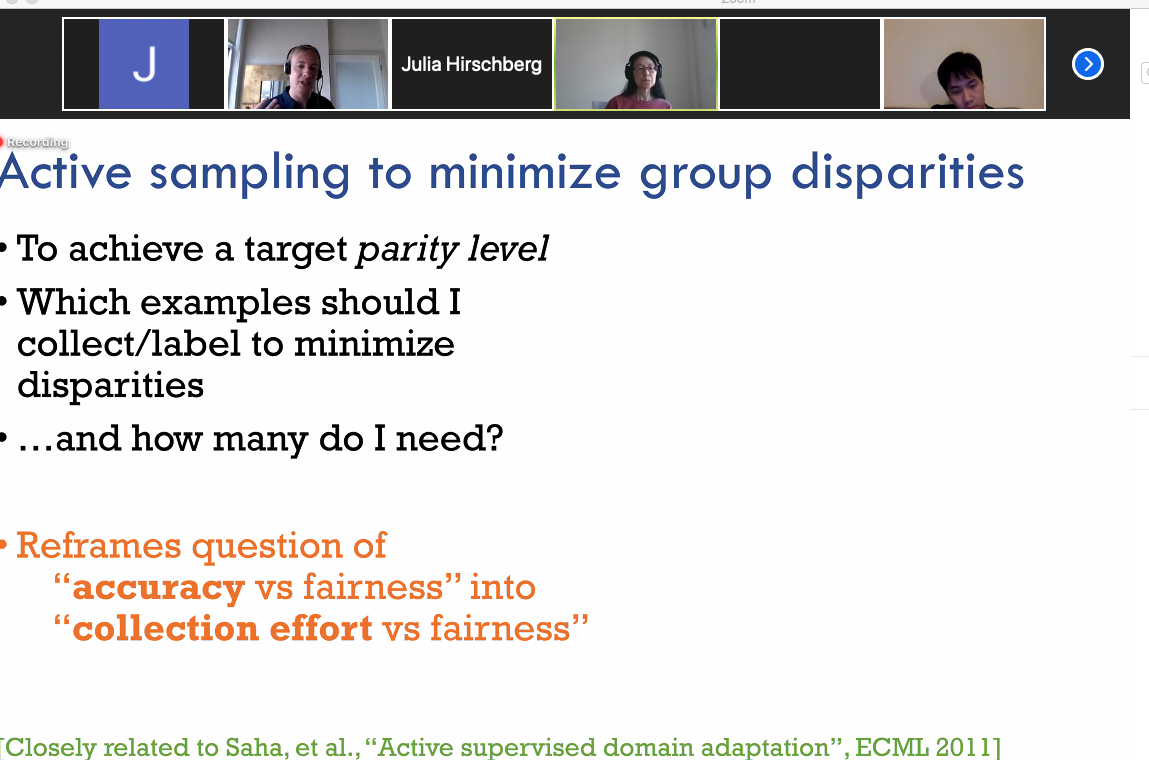 Zoom
J
Julia Hirschberg
Recording
Active sampling to minimize group disparities
• To achieve a target parity level
• Which examples should I
collect/label to minimize
disparities
• …and how many do I need?
• Reframes question of
“accuracy vs fairness” into
“collection effort vs fairness”
[Closely related to Saha, et al., “Active supervised domain adaptation”, ECML 2011]